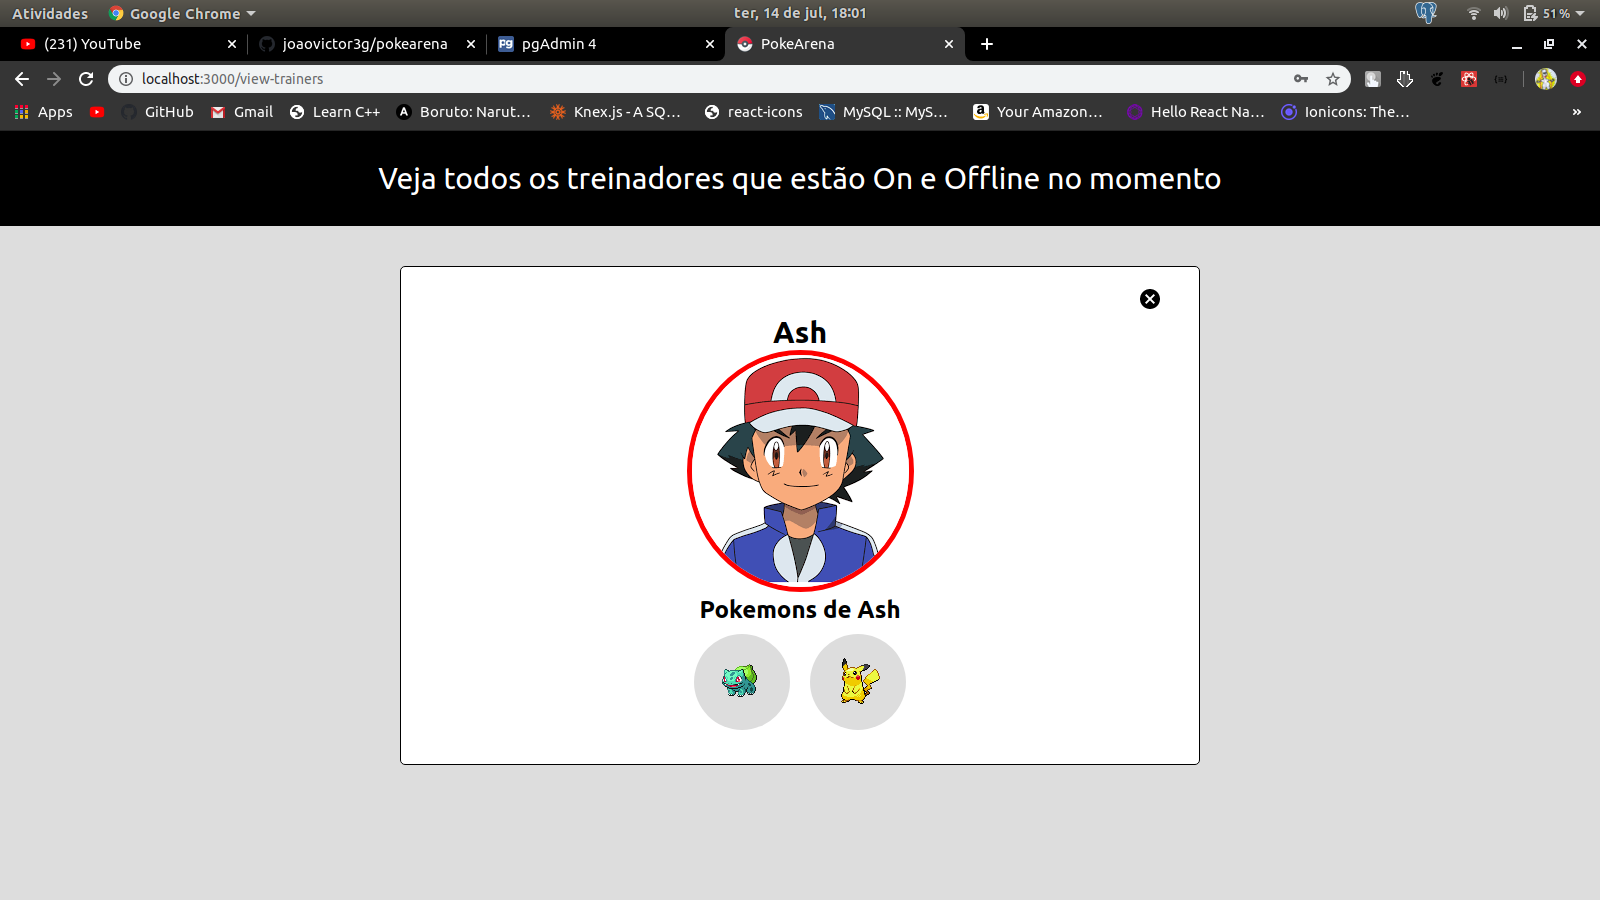 Atividades Google Chrome ter, 14 de jul, 18:01 51%
(231) YouTube joaovictor3g/pokearena pgAdmin 4 PokeArena
localhost:3000/view-trainers
Apps GitHub Gmail Learn C++ Boruto: Narut... Knex.js - A SQ... react-icons MySQL :: MyS... Your Amazon... Hello React Na... Ionicons: The... »
Veja todos os treinadores que estão On e Offline no momento
Ash
Pokemons de Ash